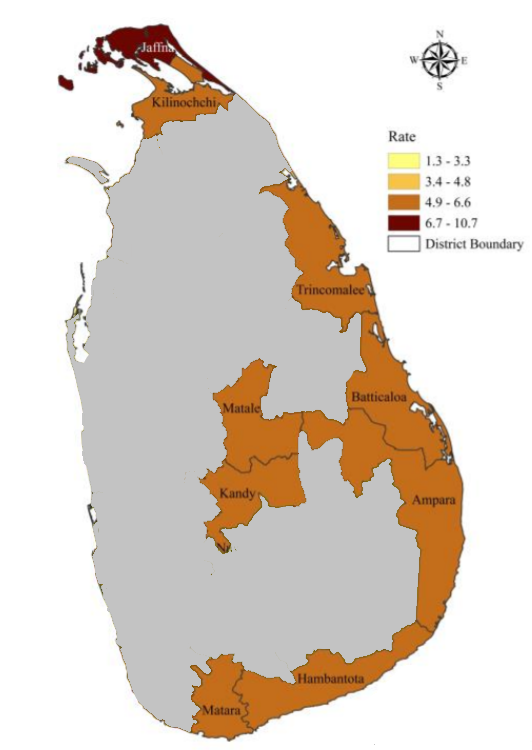 N
W E
S
Jaffna
Kilinochchi
Rate
1.3 - 3.3
3.4 - 4.8
4.9 - 6.6
6.7 - 10.7
District Boundary
Trincomalee
Batticaloa
Matale
Kandy
Ampara
Hambantota
Matara